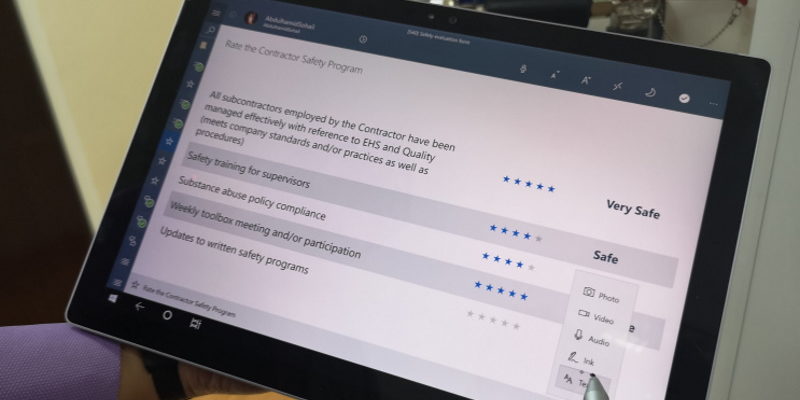 AbdulhamidSohail
AbdulhamidSohail
Safety evaluation form
Rate the Contractor Safety Program
All subcontractors employed by the Contractor have been
managed effectively with reference to EHS and Quality
(meets company standards and/or practices as well as
procedures)
Very Safe
Safety training for supervisors
Safe
Substance abuse policy compliance
Weekly toolbox meeting and/or participation
Updates to written safety programs
Photo
Video
Audio
Ink
Rate the Contractor Safety Program